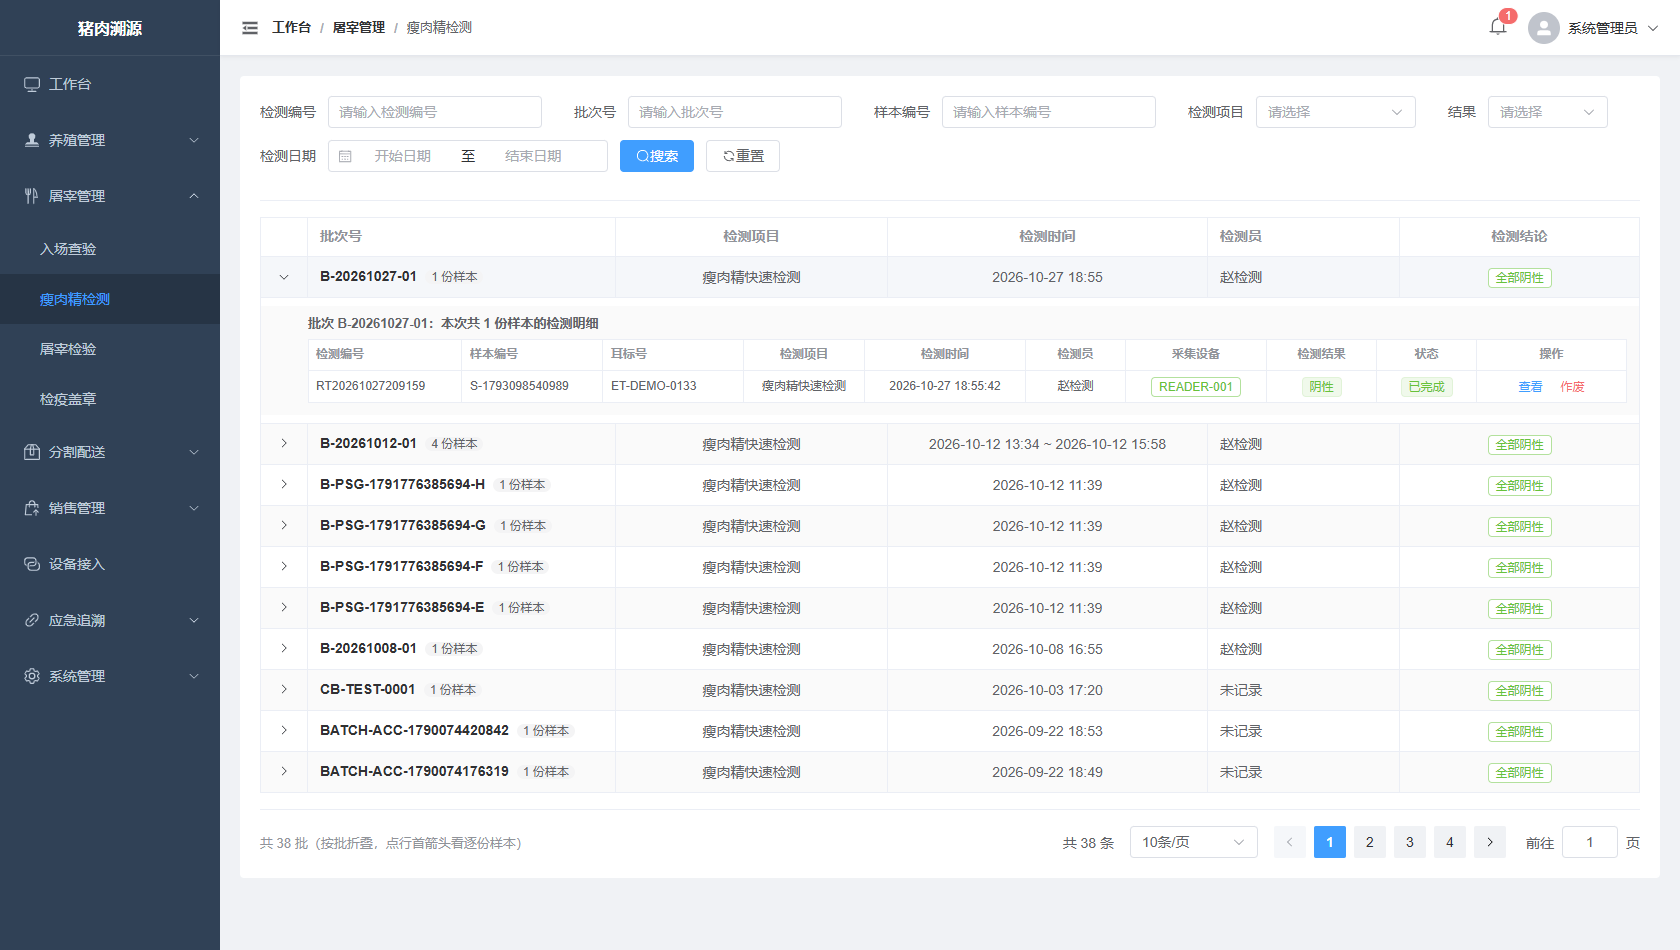 猪肉溯源
工作台 / 屠宰管理 / 瘦肉精检测
1
系统管理员
工作台
养殖管理
屠宰管理
入场查验
瘦肉精检测
屠宰检验
检疫盖章
分割配送
销售管理
设备接入
应急追溯
系统管理
检测编号 请输入检测编号 批次号 请输入批次号 样本编号 请输入样本编号 检测项目 请选择 结果 请选择
检测日期 开始日期 至 结束日期 搜索 重置
批次号 检测项目 检测时间 检测员 检测结论
B-20261027-01 1 份样本 瘦肉精快速检测 2026-10-27 18:55 赵检测 全部阴性
批次 B-20261027-01：本次共 1 份样本的检测明细
检测编号 样本编号 耳标号 检测项目 检测时间 检测员 采集设备 检测结果 状态 操作
RT20261027209159 S-1793098540989 ET-DEMO-0133 瘦肉精快速检测 2026-10-27 18:55:42 赵检测 READER-001 阴性 已完成 查看 作废
B-20261012-01 4 份样本 瘦肉精快速检测 2026-10-12 13:34 ~ 2026-10-12 15:58 赵检测 全部阴性
B-PSG-1791776385694-H 1 份样本 瘦肉精快速检测 2026-10-12 11:39 赵检测 全部阴性
B-PSG-1791776385694-G 1 份样本 瘦肉精快速检测 2026-10-12 11:39 赵检测 全部阴性
B-PSG-1791776385694-F 1 份样本 瘦肉精快速检测 2026-10-12 11:39 赵检测 全部阴性
B-PSG-1791776385694-E 1 份样本 瘦肉精快速检测 2026-10-12 11:39 赵检测 全部阴性
B-20261008-01 1 份样本 瘦肉精快速检测 2026-10-08 16:55 赵检测 全部阴性
CB-TEST-0001 1 份样本 瘦肉精快速检测 2026-10-03 17:20 未记录 全部阴性
BATCH-ACC-1790074420842 1 份样本 瘦肉精快速检测 2026-09-22 18:53 未记录 全部阴性
BATCH-ACC-1790074176319 1 份样本 瘦肉精快速检测 2026-09-22 18:49 未记录 全部阴性
共 38 批（按批折叠，点行首箭头看逐份样本） 共 38 条 10条/页 1 2 3 4 前往 1 页